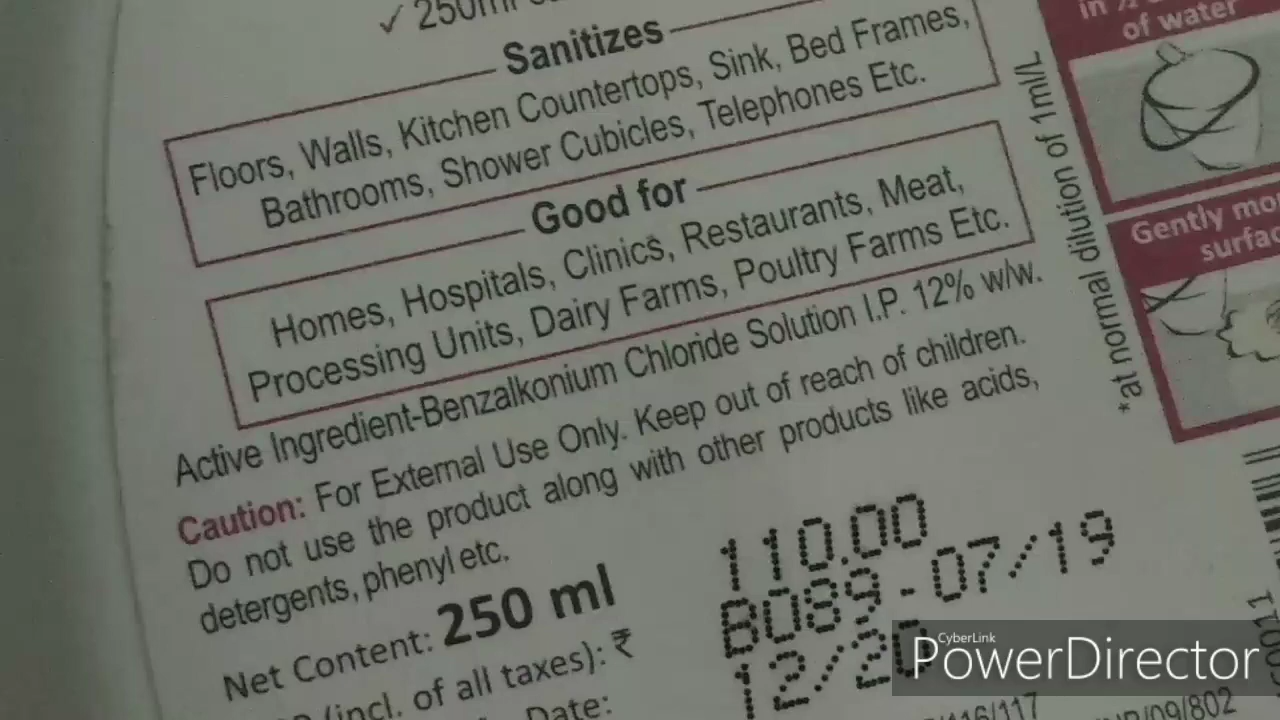 ✓ 250ml
Sanitizes
Floors, Walls, Kitchen Countertops, Sink, Bed Frames,
Bathrooms, Shower Cubicles, Telephones Etc.
Good for
Homes, Hospitals, Clinics, Restaurants, Meat,
Processing Units, Dairy Farms, Poultry Farms Etc.
Active Ingredient-Benzalkonium Chloride Solution I.P. 12% w/w.
Caution: For External Use Only. Keep out of reach of children.
Do not use the product along with other products like acids,
detergents, phenyl etc.
Net Content: 250 ml
(incl. of all taxes): ₹
Date:
110.00
B089-07//19
12//20
*at normal dilution of 1ml/L
of water
Gently
CyberLink
PowerDirector